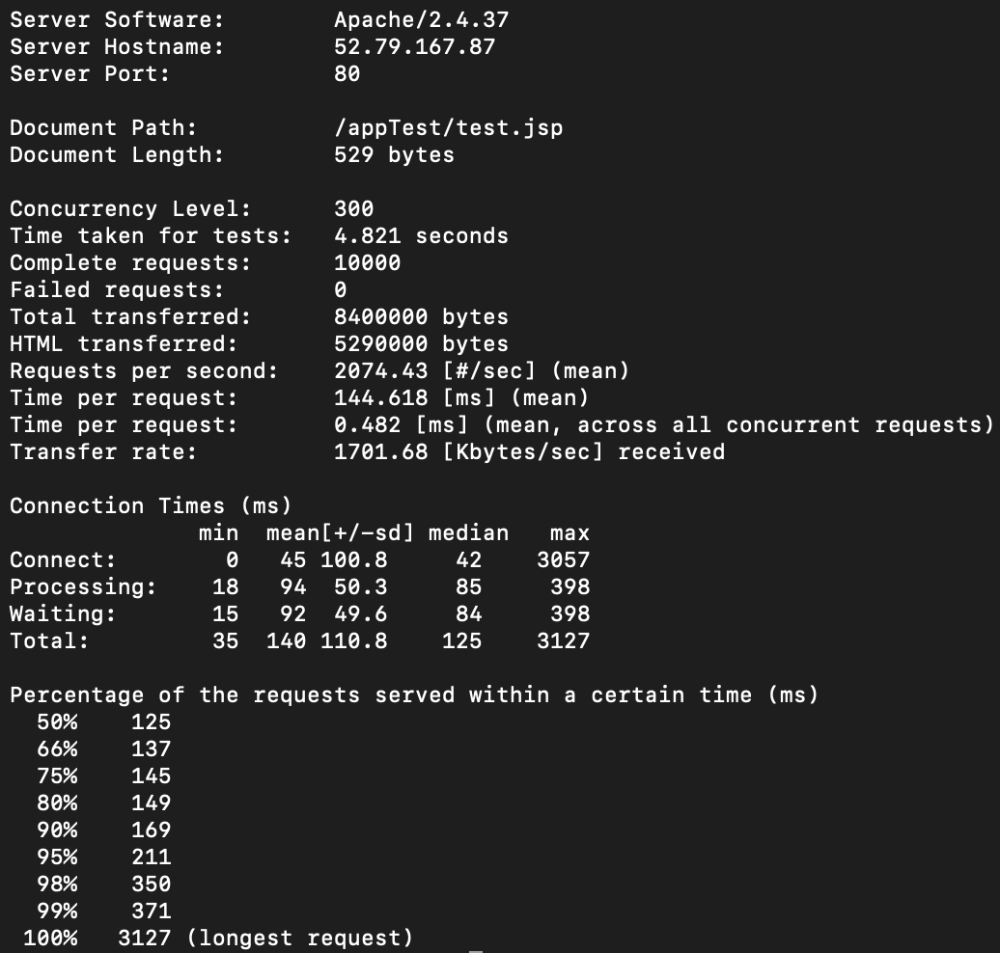 Server Software:        Apache/2.4.37
Server Hostname:        52.79.167.87
Server Port:            80

Document Path:          /appTest/test.jsp
Document Length:        529 bytes

Concurrency Level:      300
Time taken for tests:   4.821 seconds
Complete requests:      10000
Failed requests:        0
Total transferred:      8400000 bytes
HTML transferred:       5290000 bytes
Requests per second:    2074.43 [#/sec] (mean)
Time per request:       144.618 [ms] (mean)
Time per request:       0.482 [ms] (mean, across all concurrent requests)
Transfer rate:          1701.68 [Kbytes/sec] received

Connection Times (ms)
              min  mean[+/-sd] median   max
Connect:        0   45 100.8     42    3057
Processing:    18   94  50.3     85     398
Waiting:       15   92  49.6     84     398
Total:         35  140 110.8    125    3127

Percentage of the requests served within a certain time (ms)
  50%    125
  66%    137
  75%    145
  80%    149
  90%    169
  95%    211
  98%    350
  99%    371
 100%   3127 (longest request)